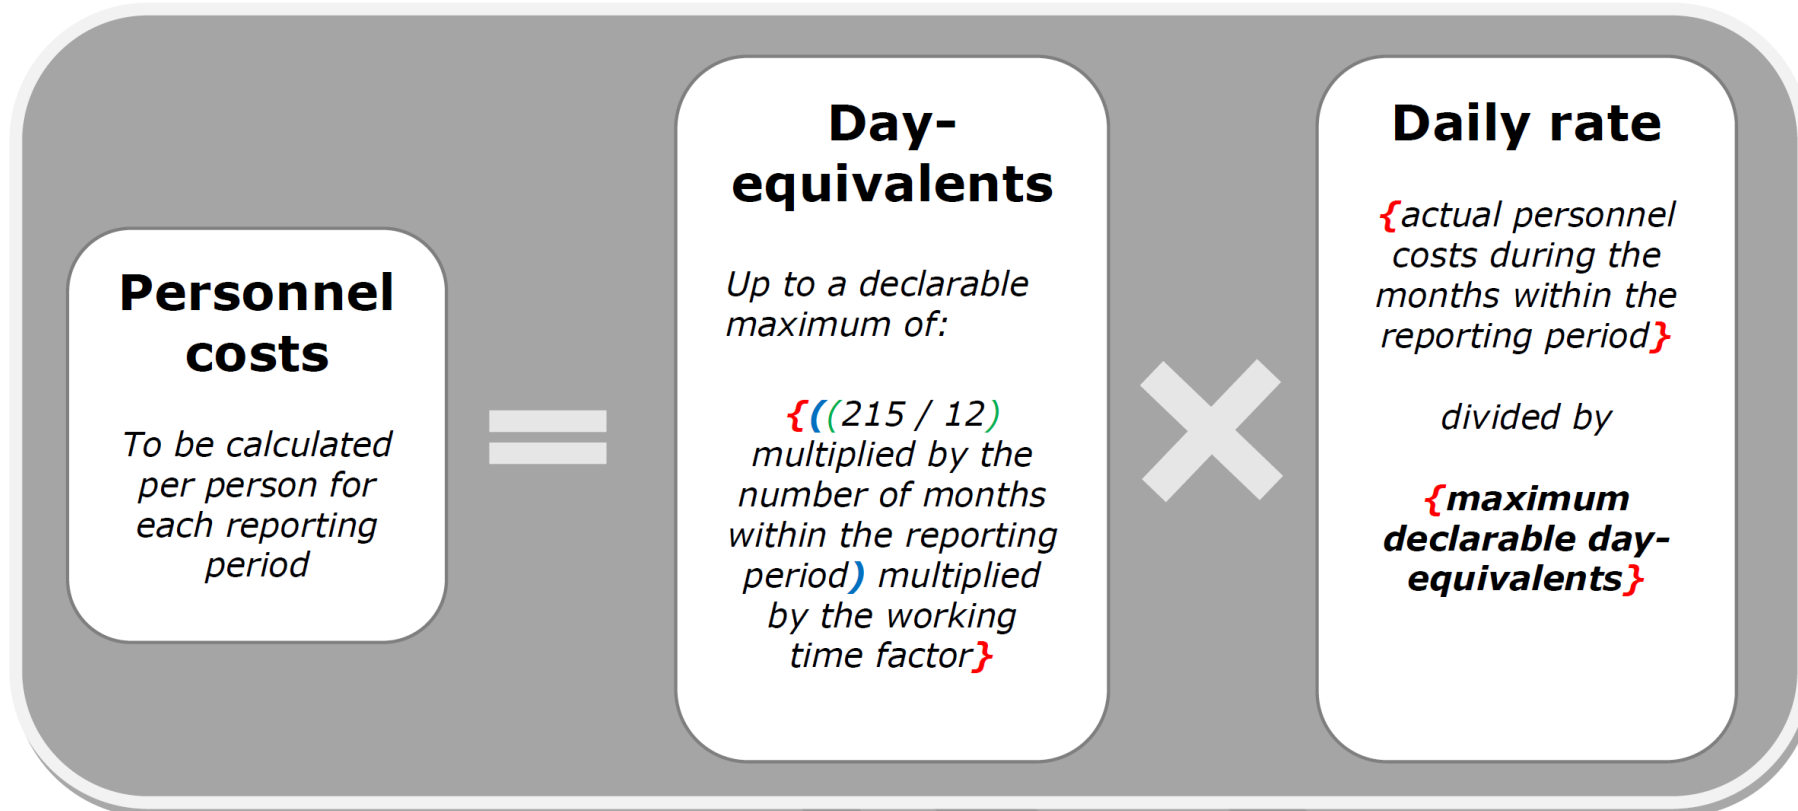 Personnel
costs
To be calculated
per person for
each reporting
period
=
Day-
equivalents
Up to a declarable
maximum of:
{((215 / 12)
multiplied by the
number of months
within the reporting
period) multiplied
by the working
time factor}
×
Daily rate
{actual personnel
costs during the
months within the
reporting period}
divided by
{maximum
declarable day-
equivalents}